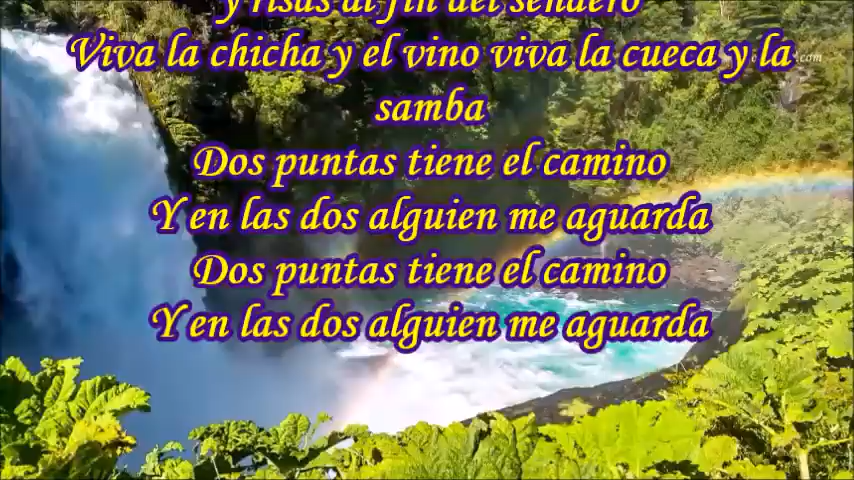 y risas al fin del sendero
Viva la chicha y el vino viva la cueca y la
samba
Dos puntas tiene el camino
Y en las dos alguien me aguarda
Dos puntas tiene el camino
Y en las dos alguien me aguarda